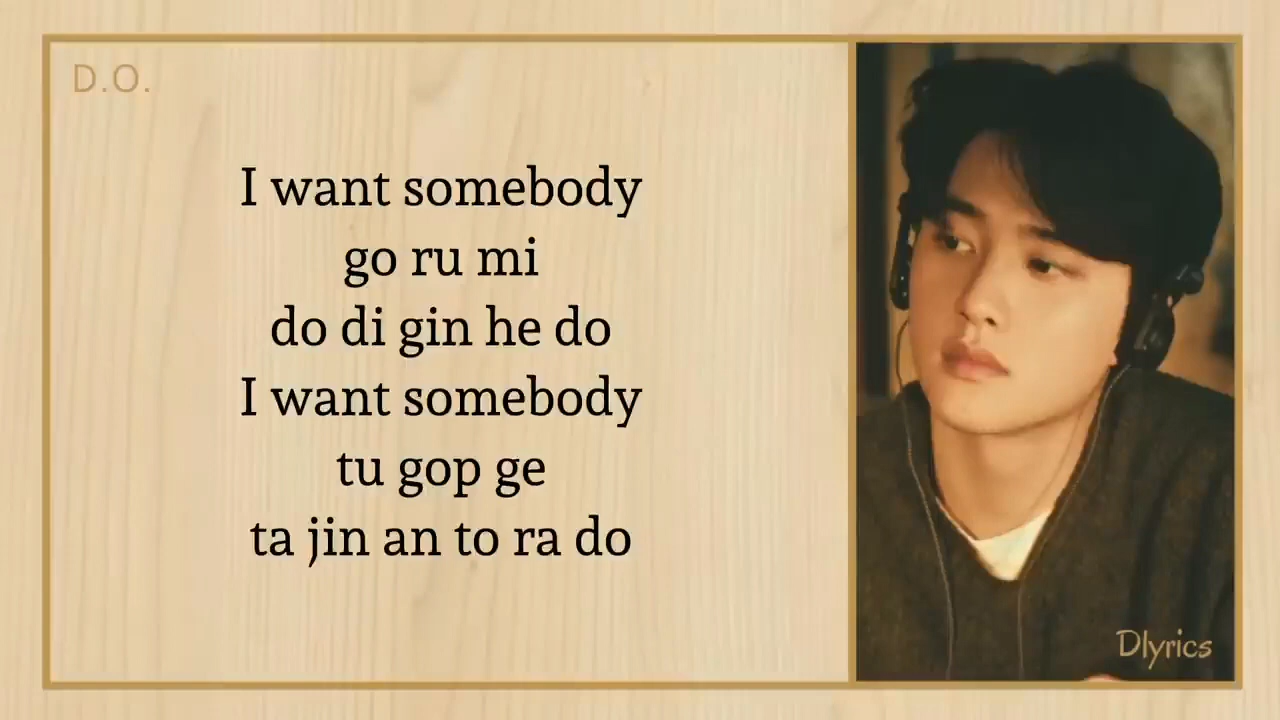 D.O.
I want somebody
go ru mi
do di gin he do
I want somebody
tu gop ge
ta jin an to ra do
Dlyrics